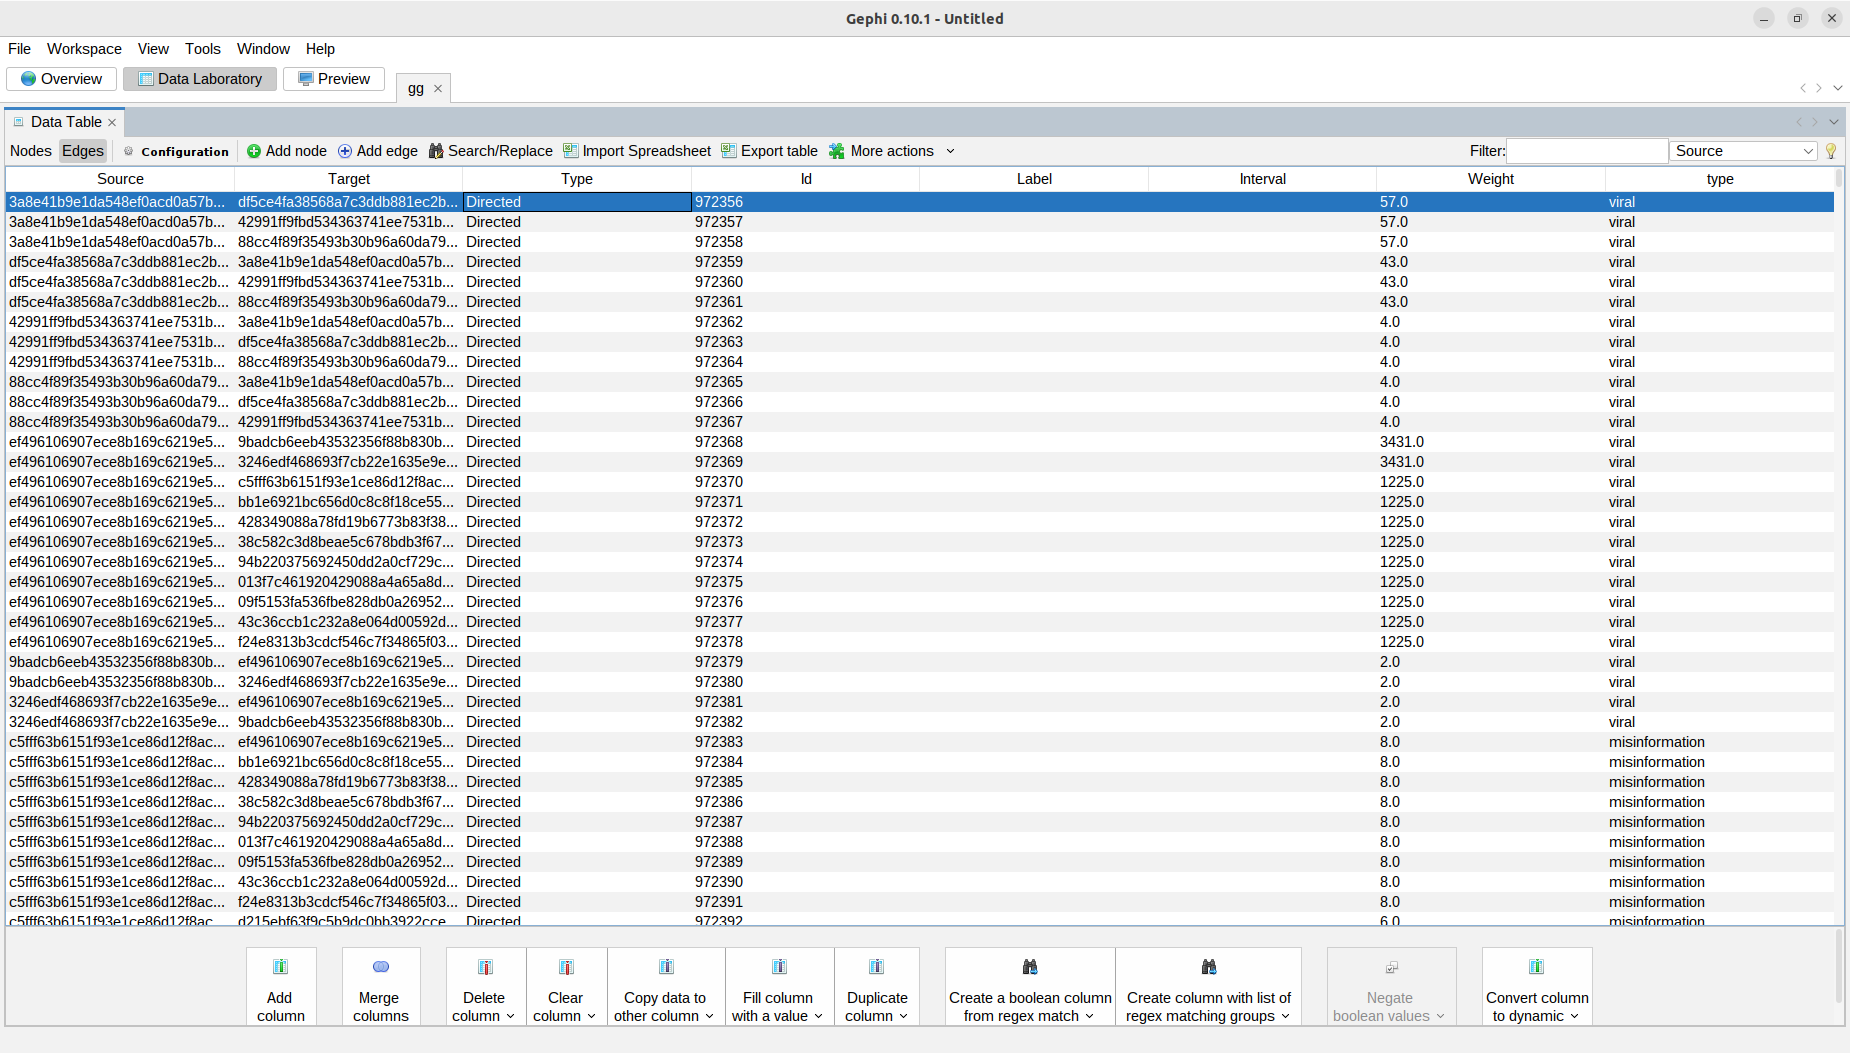 Gephi 0.10.1 - Untitled
File Workspace View Tools Window Help
Overview Data Laboratory Preview gg
Data Table
Nodes Edges Configuration Add node Add edge Search/Replace Import Spreadsheet Export table More actions Filter: Source
Source Target Type Id Label Interval Weight type
3a8e41b9e1da548ef0acd0a57b... df5ce4fa38568a7c3ddb881ec2b... Directed 972356 57.0 viral
3a8e41b9e1da548ef0acd0a57b... 42991ff9fbd534363741ee7531b... Directed 972357 57.0 viral
3a8e41b9e1da548ef0acd0a57b... 88cc4f89f35493b30b96a60da79... Directed 972358 57.0 viral
df5ce4fa38568a7c3ddb881ec2b... 3a8e41b9e1da548ef0acd0a57b... Directed 972359 43.0 viral
df5ce4fa38568a7c3ddb881ec2b... 42991ff9fbd534363741ee7531b... Directed 972360 43.0 viral
df5ce4fa38568a7c3ddb881ec2b... 88cc4f89f35493b30b96a60da79... Directed 972361 43.0 viral
42991ff9fbd534363741ee7531b... 3a8e41b9e1da548ef0acd0a57b... Directed 972362 4.0 viral
42991ff9fbd534363741ee7531b... df5ce4fa38568a7c3ddb881ec2b... Directed 972363 4.0 viral
42991ff9fbd534363741ee7531b... 88cc4f89f35493b30b96a60da79... Directed 972364 4.0 viral
88cc4f89f35493b30b96a60da79... 3a8e41b9e1da548ef0acd0a57b... Directed 972365 4.0 viral
88cc4f89f35493b30b96a60da79... df5ce4fa38568a7c3ddb881ec2b... Directed 972366 4.0 viral
88cc4f89f35493b30b96a60da79... 42991ff9fbd534363741ee7531b... Directed 972367 4.0 viral
ef496106907ece8b169c6219e5... 9badcb6eeb43532356f88b830b... Directed 972368 3431.0 viral
ef496106907ece8b169c6219e5... 3246edf468693f7cb22e1635e9e... Directed 972369 3431.0 viral
ef496106907ece8b169c6219e5... c5fff63b6151f93e1ce86d12f8ac... Directed 972370 1225.0 viral
ef496106907ece8b169c6219e5... bb1e6921bc656d0c8c8f18ce55... Directed 972371 1225.0 viral
ef496106907ece8b169c6219e5... 428349088a78fd19b6773b83f38... Directed 972372 1225.0 viral
ef496106907ece8b169c6219e5... 38c582c3d8beae5c678bdb3f67... Directed 972373 1225.0 viral
ef496106907ece8b169c6219e5... 94b220375692450dd2a0cf729c... Directed 972374 1225.0 viral
ef496106907ece8b169c6219e5... 013f7c461920429088a4a65a8d... Directed 972375 1225.0 viral
ef496106907ece8b169c6219e5... 09f5153fa536fbe828db0a26952... Directed 972376 1225.0 viral
ef496106907ece8b169c6219e5... 43c36ccb1c232a8e064d00592d... Directed 972377 1225.0 viral
ef496106907ece8b169c6219e5... f24e8313b3cdcf546c7f34865f03... Directed 972378 1225.0 viral
9badcb6eeb43532356f88b830b... ef496106907ece8b169c6219e5... Directed 972379 2.0 viral
9badcb6eeb43532356f88b830b... 3246edf468693f7cb22e1635e9e... Directed 972380 2.0 viral
3246edf468693f7cb22e1635e9e... ef496106907ece8b169c6219e5... Directed 972381 2.0 viral
3246edf468693f7cb22e1635e9e... 9badcb6eeb43532356f88b830b... Directed 972382 2.0 viral
c5fff63b6151f93e1ce86d12f8ac... ef496106907ece8b169c6219e5... Directed 972383 8.0 misinformation
c5fff63b6151f93e1ce86d12f8ac... bb1e6921bc656d0c8c8f18ce55... Directed 972384 8.0 misinformation
c5fff63b6151f93e1ce86d12f8ac... 428349088a78fd19b6773b83f38... Directed 972385 8.0 misinformation
c5fff63b6151f93e1ce86d12f8ac... 38c582c3d8beae5c678bdb3f67... Directed 972386 8.0 misinformation
c5fff63b6151f93e1ce86d12f8ac... 94b220375692450dd2a0cf729c... Directed 972387 8.0 misinformation
c5fff63b6151f93e1ce86d12f8ac... 013f7c461920429088a4a65a8d... Directed 972388 8.0 misinformation
c5fff63b6151f93e1ce86d12f8ac... 09f5153fa536fbe828db0a26952... Directed 972389 8.0 misinformation
c5fff63b6151f93e1ce86d12f8ac... 43c36ccb1c232a8e064d00592d... Directed 972390 8.0 misinformation
c5fff63b6151f93e1ce86d12f8ac... f24e8313b3cdcf546c7f34865f03... Directed 972391 8.0 misinformation
c5fff63b6151f93e1ce86d12f8ac... d215ebf63f9c5b9dc0bb3922cce... Directed 972392 6.0 misinformation
Add Merge Delete Clear Copy data to Fill column Duplicate Create a boolean column Create column with list of Negate Convert column
column columns column column other column with a value column from regex match regex matching groups boolean values to dynamic